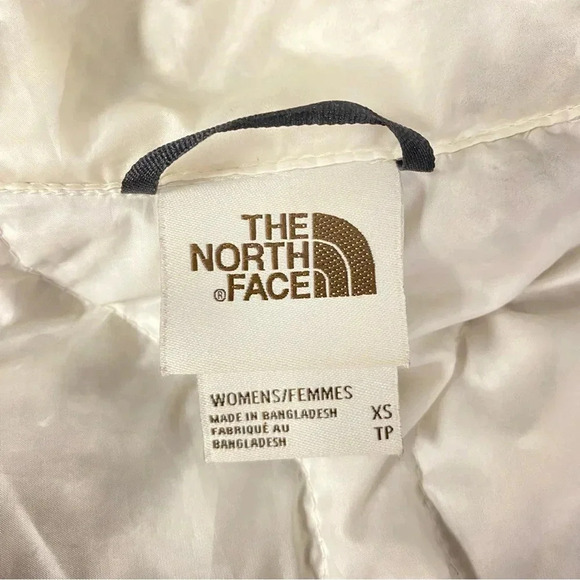 THE
NORTH
®FACE
WOMENS/FEMMES
MADE IN BANGLADESH XS
FABRIQUÉ AU
BANGLADESH TP